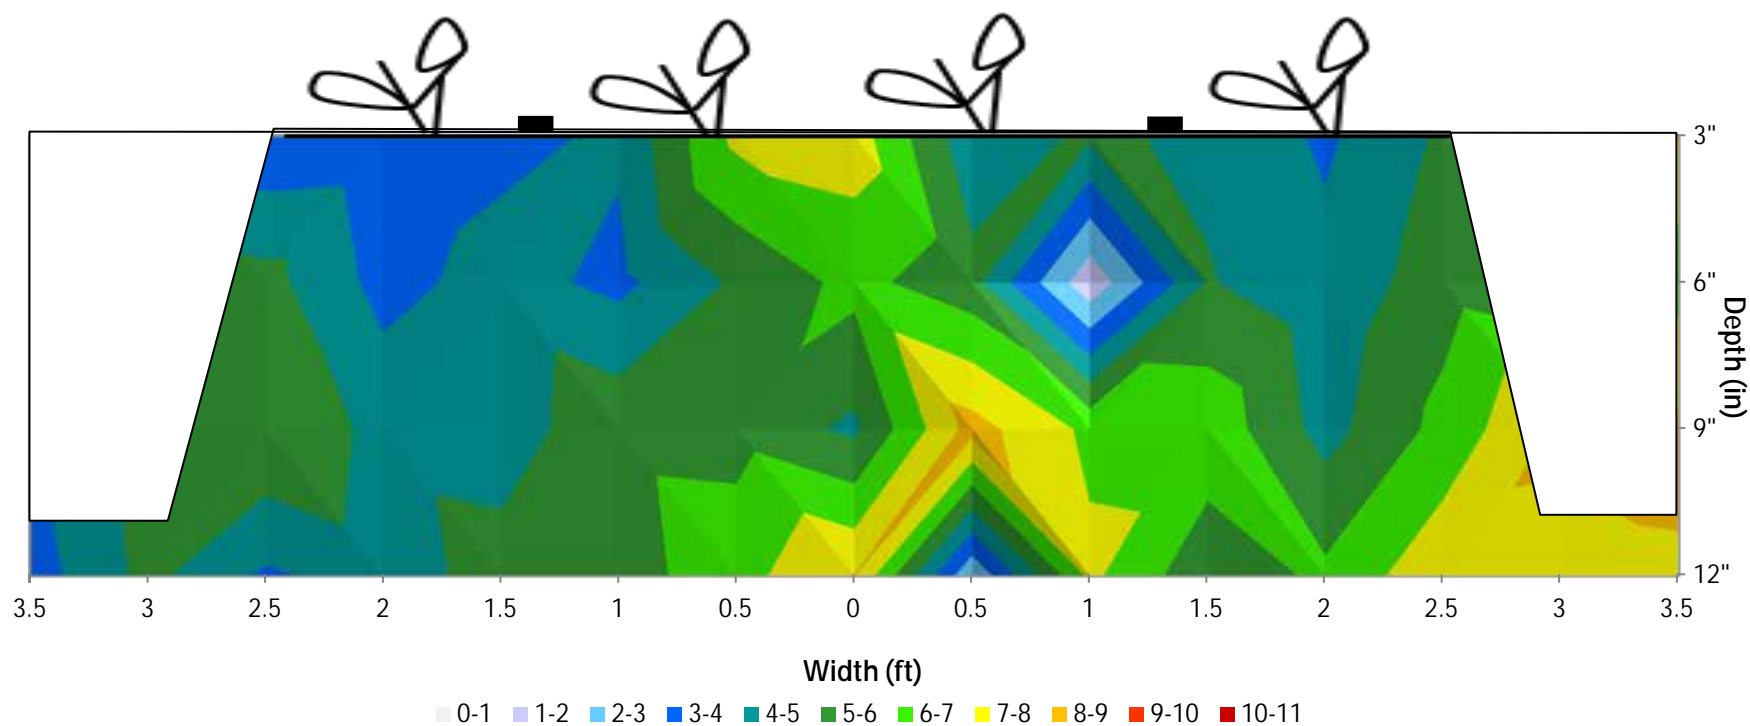 3"
6"
9"
12"
Depth (in)
3.5 3 2.5 2 1.5 1 0.5 0 0.5 1 1.5 2 2.5 3 3.5
Width (ft)
0-1 1-2 2-3 3-4 4-5 5-6 6-7 7-8 8-9 9-10 10-11